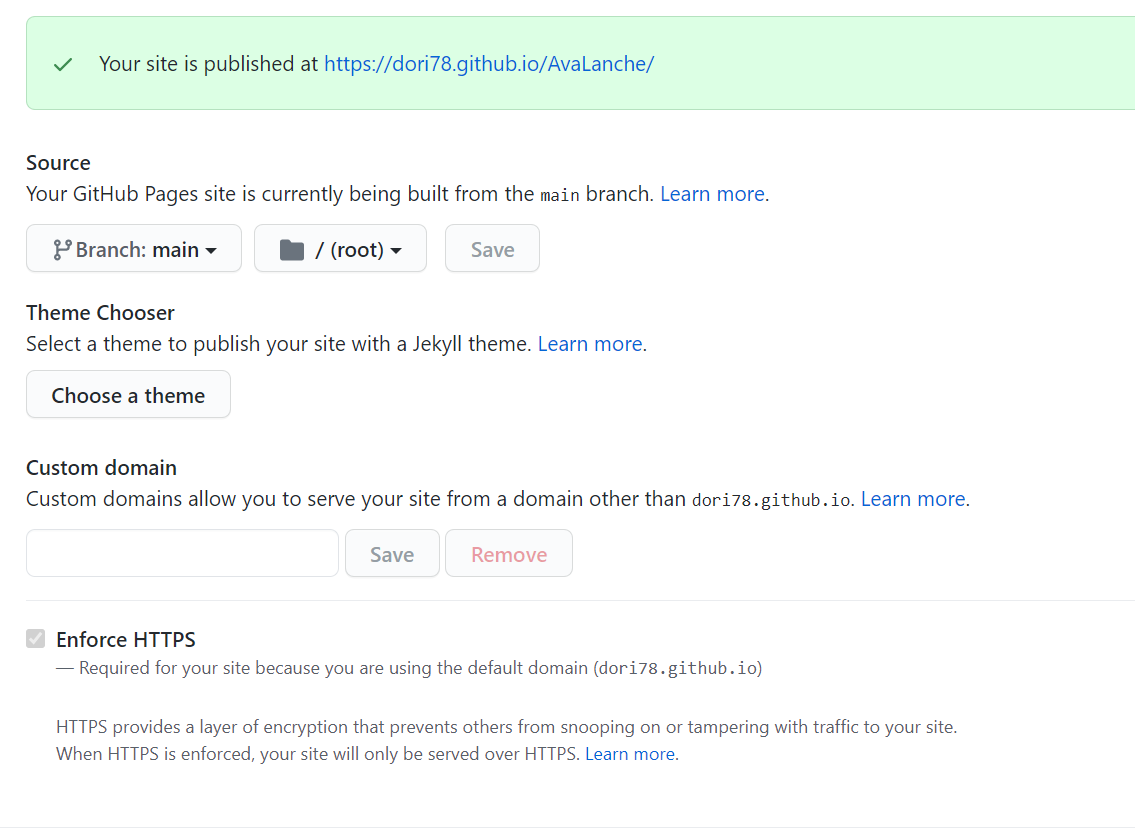 Your site is published at https://dori78.github.io/AvaLanche/
Source
Your GitHub Pages site is currently being built from the main branch. Learn more.
Branch: main
/ (root)
Save
Theme Chooser
Select a theme to publish your site with a Jekyll theme. Learn more.
Choose a theme
Custom domain
Custom domains allow you to serve your site from a domain other than dori78.github.io. Learn more.
Save
Remove
Enforce HTTPS
— Required for your site because you are using the default domain (dori78.github.io)
HTTPS provides a layer of encryption that prevents others from snooping on or tampering with traffic to your site.
When HTTPS is enforced, your site will only be served over HTTPS. Learn more.